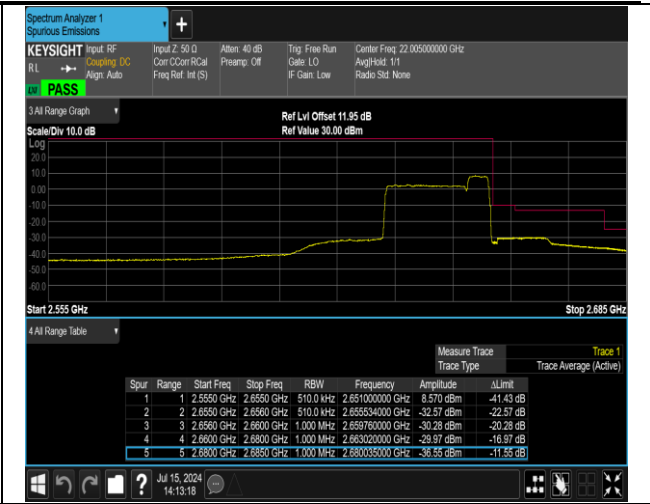 Spectrum Analyzer 1
Spurious Emissions
+
KEYSIGHT Input: RF Input Z: 50 Ω Atten: 40 dB Trig: Free Run Center Freq: 22.005000000 GHz
RL Coupling: DC Corr CCorr RCal Preamp: Off Gate: LO Avg|Hold: 1/1
Align: Auto Freq Ref: Int (S) IF Gain: Low Radio Std: None
PASS
3 All Range Graph
Ref Lvl Offset 11.95 dB
Scale/Div 10.0 dB Ref Value 30.00 dBm
Log
20.0
10.0
0.00
-10.0
-20.0
-30.0
-40.0
-50.0
-60.0
Start 2.555 GHz Stop 2.685 GHz
4 All Range Table
Measure Trace Trace 1
Trace Type Trace Average (Active)
Spur Range Start Freq Stop Freq RBW Frequency Amplitude ΔLimit
1 1 2.5550 GHz 2.6550 GHz 510.0 kHz 2.651000000 GHz 8.570 dBm -41.43 dB
2 2 2.6550 GHz 2.6560 GHz 510.0 kHz 2.655534000 GHz -32.57 dBm -22.57 dB
3 3 2.6560 GHz 2.6600 GHz 1.000 MHz 2.659760000 GHz -30.28 dBm -20.28 dB
4 4 2.6600 GHz 2.6800 GHz 1.000 MHz 2.663020000 GHz -29.97 dBm -16.97 dB
5 5 2.6800 GHz 2.6850 GHz 1.000 MHz 2.680035000 GHz -36.55 dBm -11.55 dB
? Jul 15, 2024
14:13:18